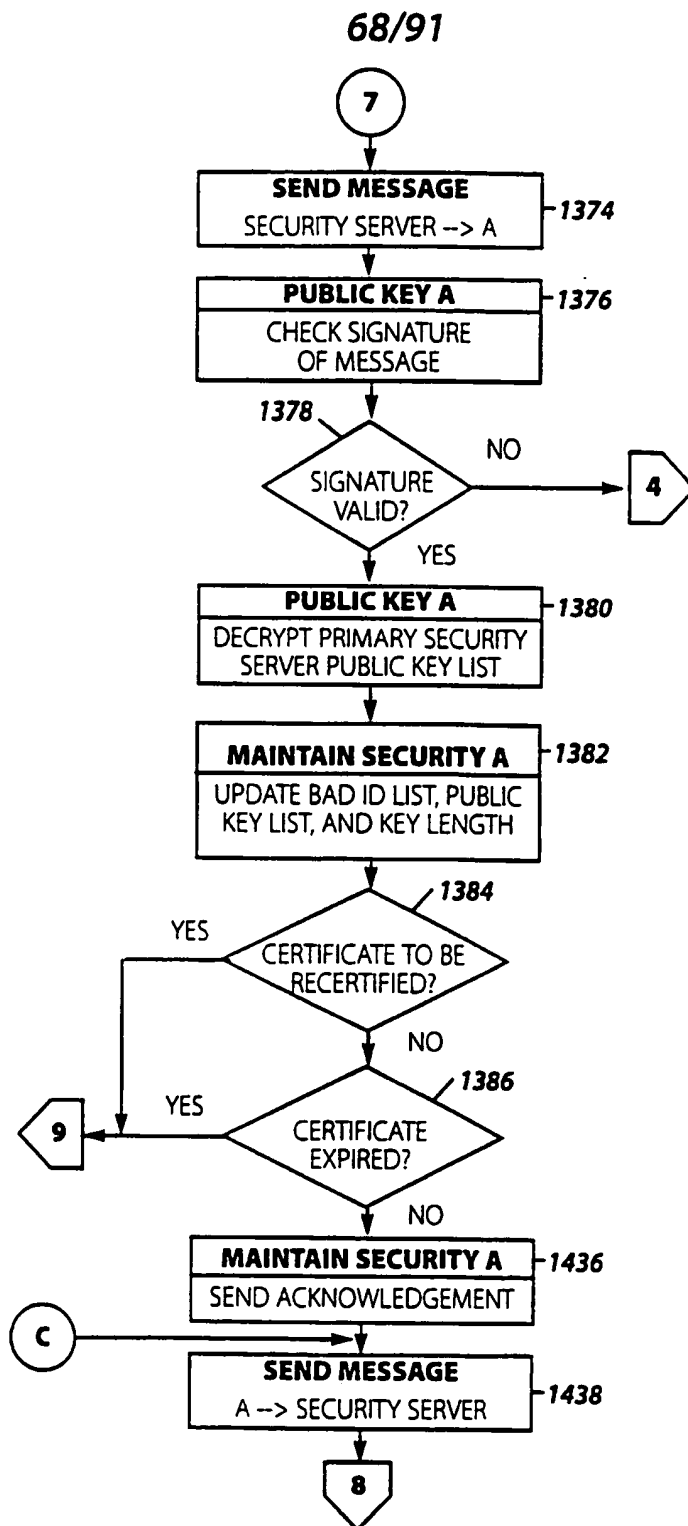 68/91
7
SEND MESSAGE
SECURITY SERVER --> A
1374
PUBLIC KEY A
1376
CHECK SIGNATURE
OF MESSAGE
1378
SIGNATURE
VALID?
NO
4
YES
PUBLIC KEY A
1380
DECRYPT PRIMARY SECURITY
SERVER PUBLIC KEY LIST
MAINTAIN SECURITY A
1382
UPDATE BAD ID LIST, PUBLIC
KEY LIST, AND KEY LENGTH
1384
YES
CERTIFICATE TO BE
RECERTIFIED?
NO
1386
YES
9
CERTIFICATE
EXPIRED?
NO
MAINTAIN SECURITY A
1436
SEND ACKNOWLEDGEMENT
C
SEND MESSAGE
A --> SECURITY SERVER
1438
8